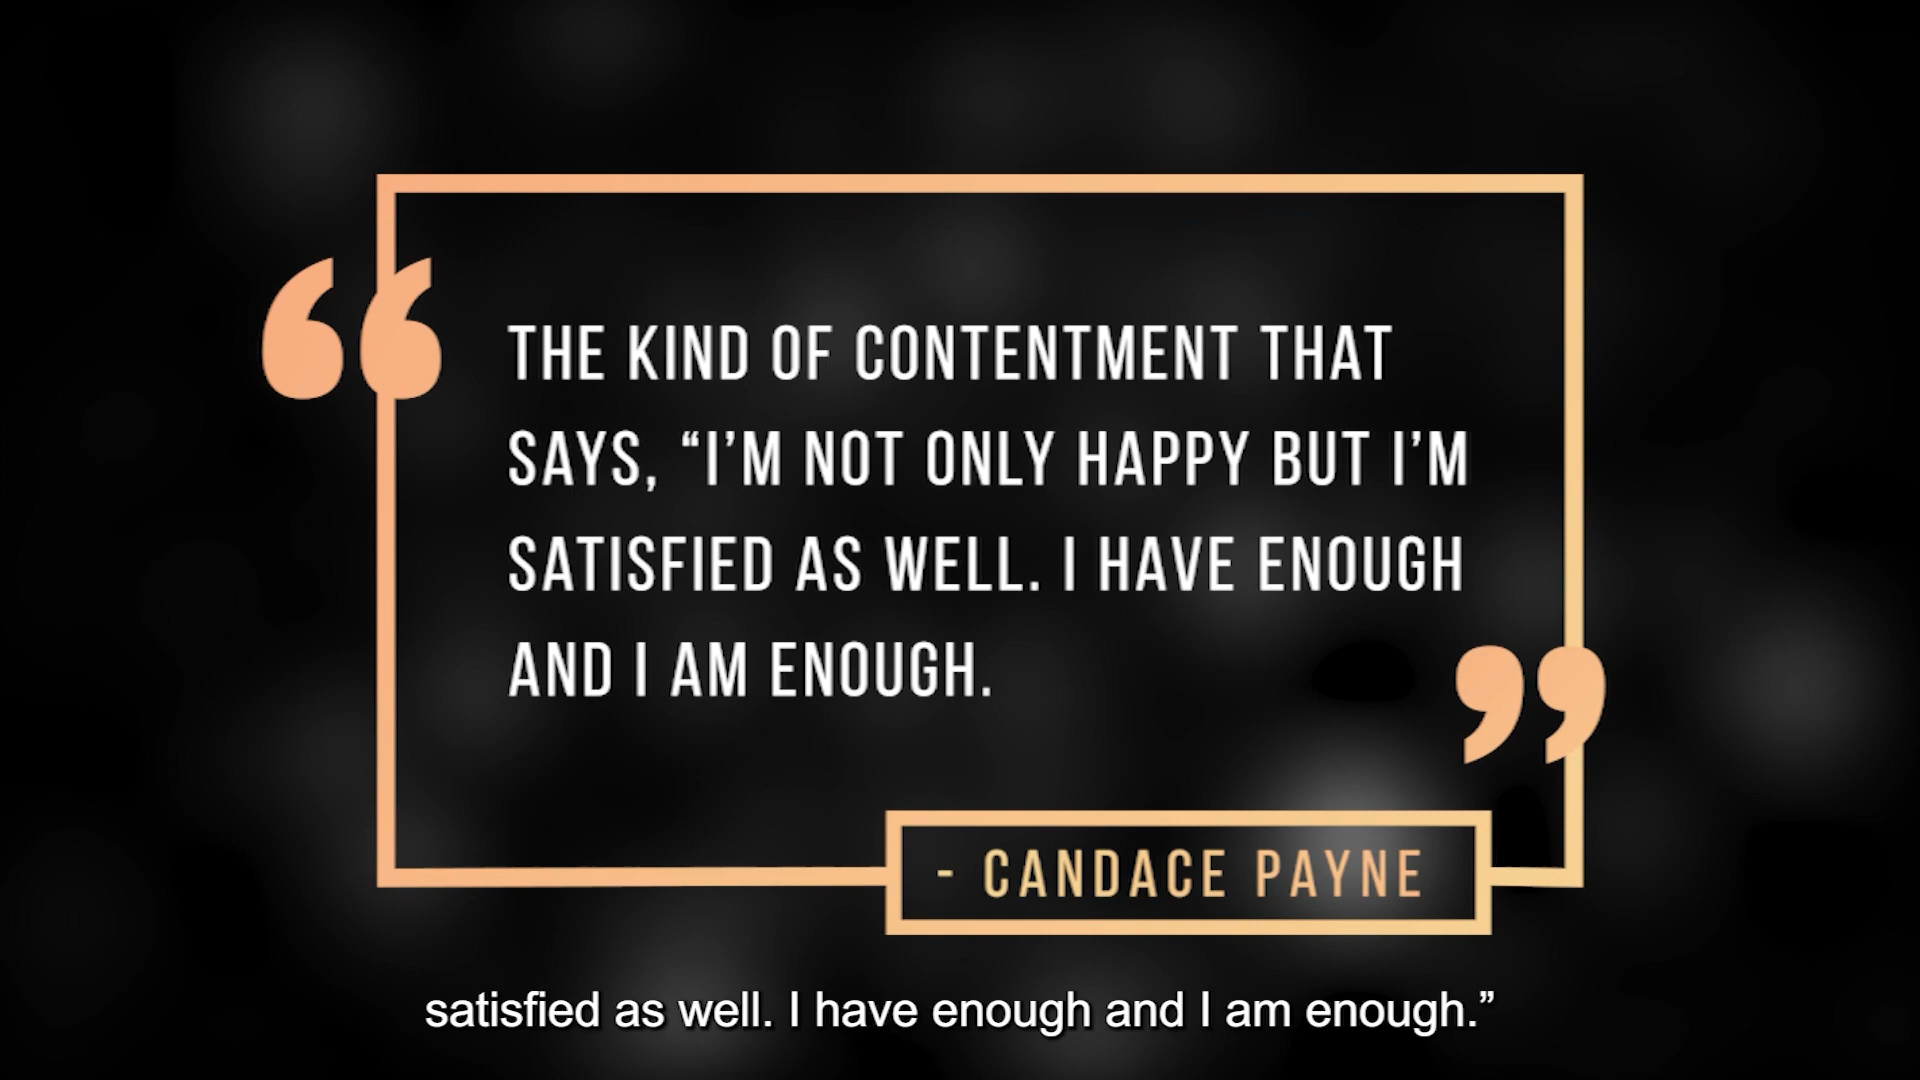 THE KIND OF CONTENTMENT THAT
SAYS, “I’M NOT ONLY HAPPY BUT I’M
SATISFIED AS WELL. I HAVE ENOUGH
AND I AM ENOUGH.
- CANDACE PAYNE
satisfied as well. I have enough and I am enough.”